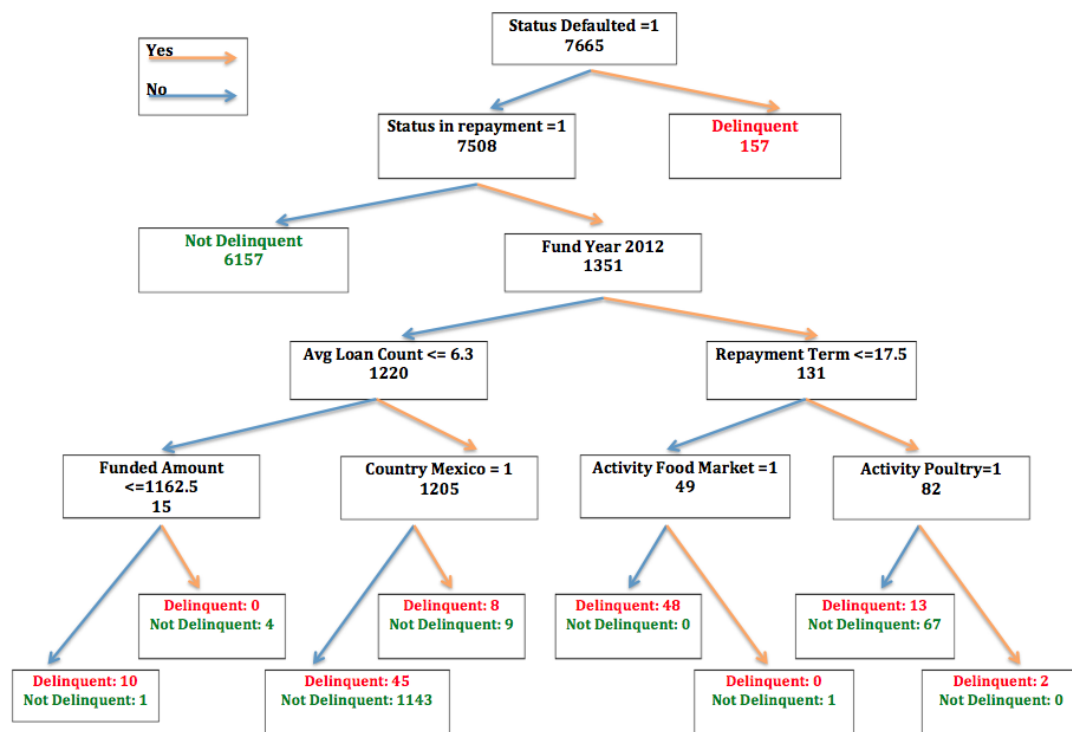 Status Defaulted =1
7665
Yes
No
Status in repayment =1
7508
Delinquent
157
Not Delinquent
6157
Fund Year 2012
1351
Avg Loan Count <= 6.3
1220
Repayment Term <=17.5
131
Funded Amount
<=1162.5
15
Country Mexico = 1
1205
Activity Food Market =1
49
Activity Poultry=1
82
Delinquent: 0
Not Delinquent: 4
Delinquent: 8
Not Delinquent: 9
Delinquent: 48
Not Delinquent: 0
Delinquent: 13
Not Delinquent: 67
Delinquent: 10
Not Delinquent: 1
Delinquent: 45
Not Delinquent: 1143
Delinquent: 0
Not Delinquent: 1
Delinquent: 2
Not Delinquent: 0